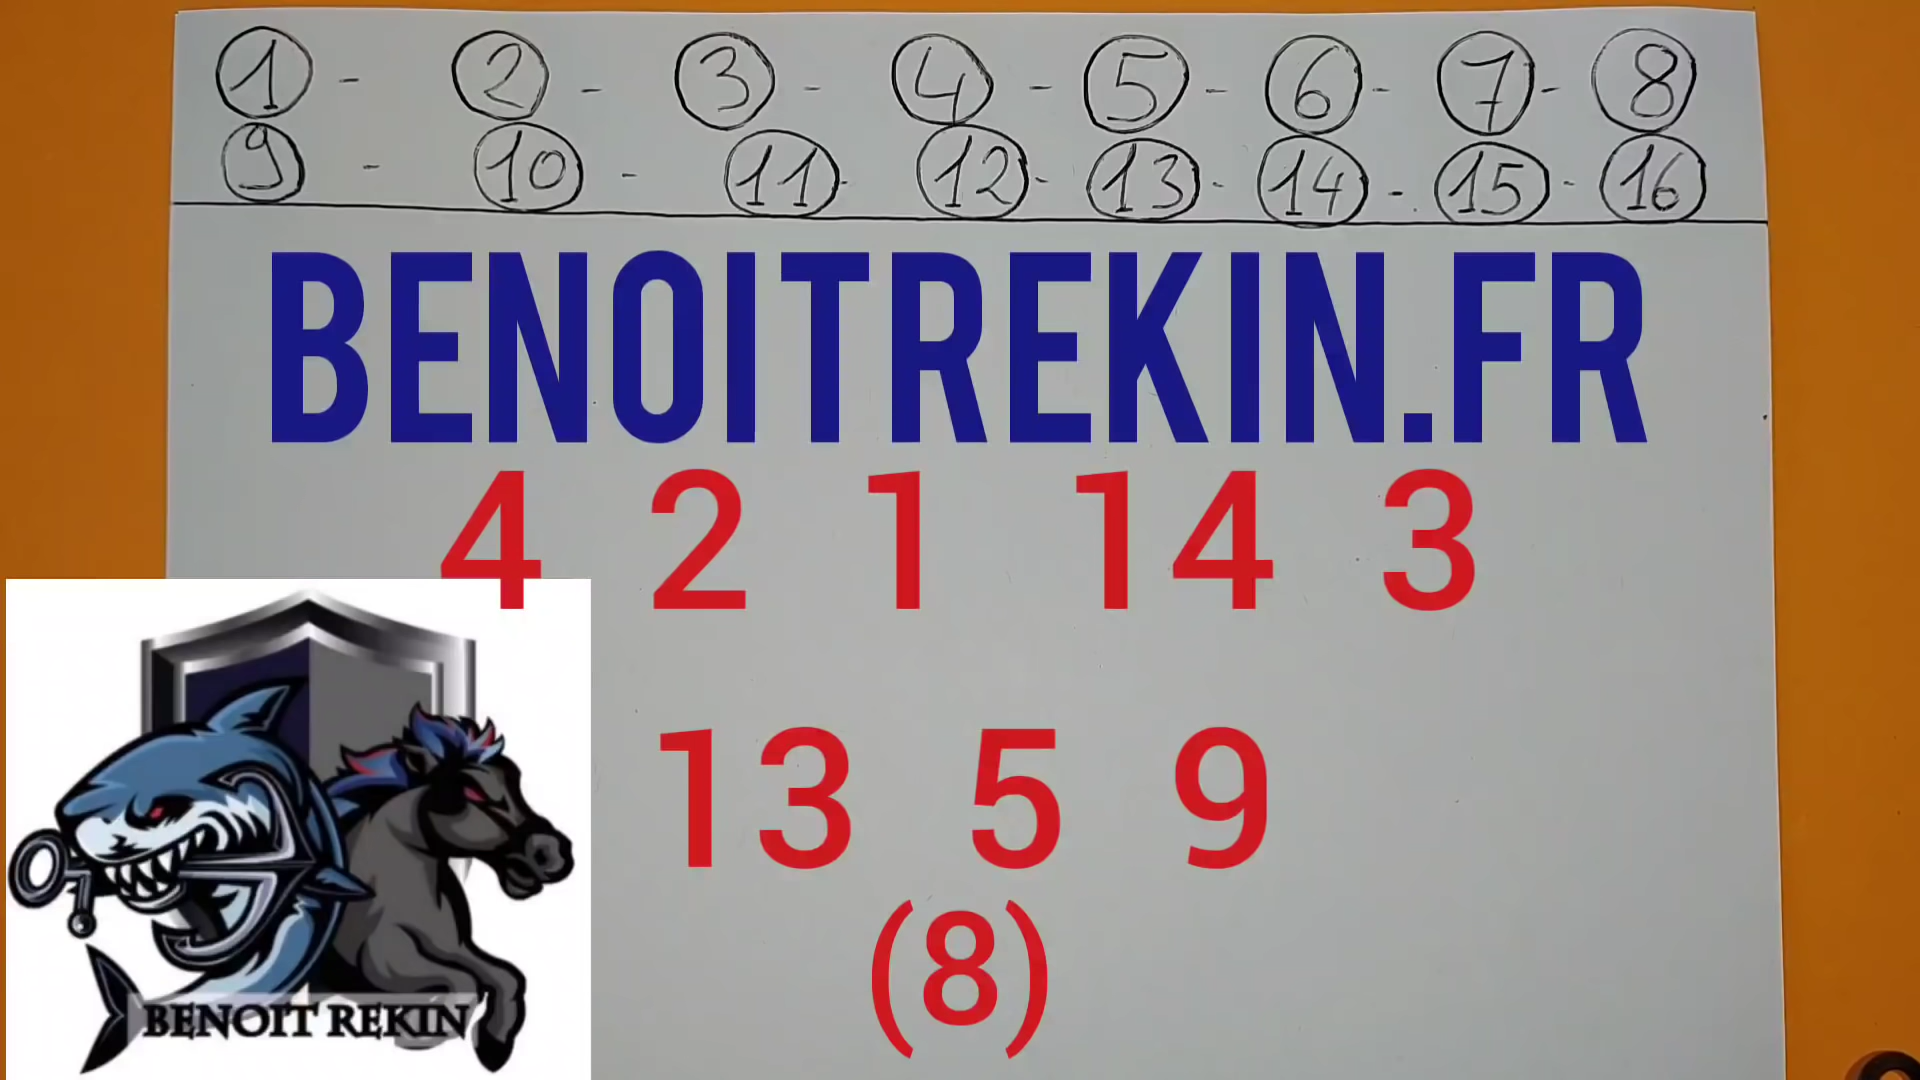 1 - 2 - 3 - 4 - 5 - 6 - 7 - 8
9 - 10 - 11 - 12 - 13 - 14 - 15 - 16
BENOITREKIN.FR
4 2 1 14 3
13 5 9
(8)
BENOIT REKIN